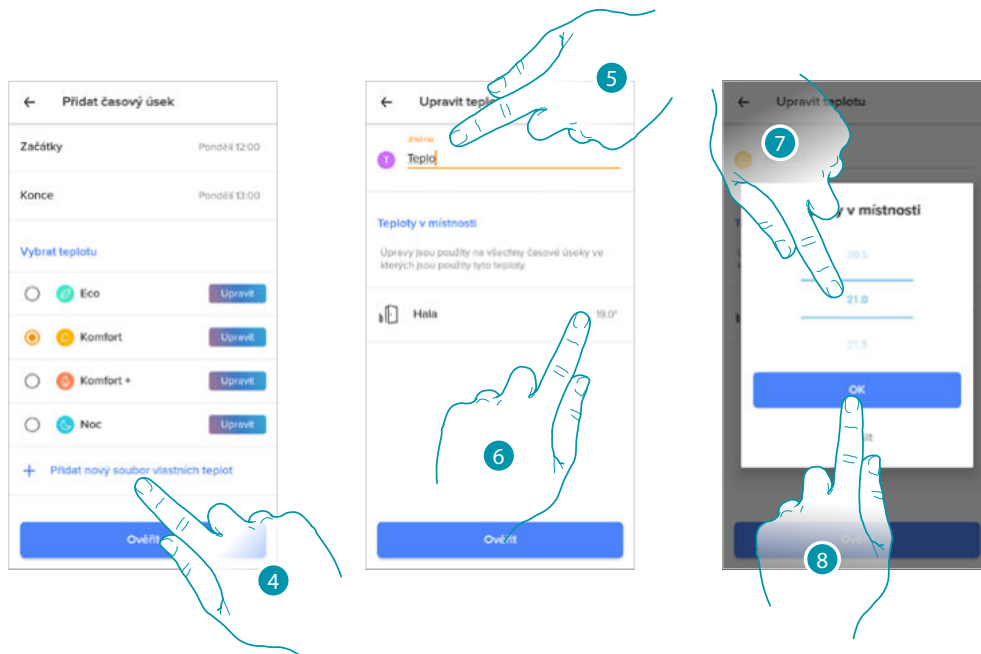 Přidat časový úsek
Začátky
Pondělí 12:00
Konce
Pondělí 13:00
Vybrat teplotu
Eco
Upravit
Komfort
Upravit
Komfort +
Upravit
Noc
Upravit
+ Přidat nový soubor vlastních teplot
Ověřit
4
Upravit teplotu
Jméno
T
Teplo
Teploty v místnosti
Úpravy jsou použity na všechny časové úseky ve
kterých jsou použity tyto teploty.
Hala
19.0°
Ověřit
5
6
Upravit teplotu
y v místnosti
20.5
21.0
21.5
OK
7
8